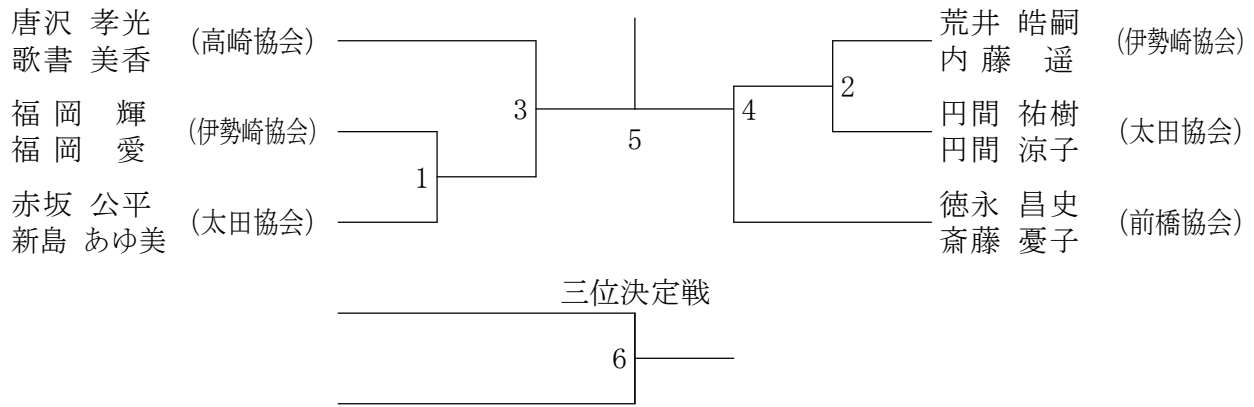 唐沢 孝光
歌書 美香
(高崎協会)
福岡 輝
福岡 愛
(伊勢崎協会)
赤坂 公平
新島 あゆ美
(太田協会)
1
3
5
4
2
荒井 皓嗣
内藤 遥
(伊勢崎協会)
円間 祐樹
円間 涼子
(太田協会)
徳永 昌史
斎藤 憂子
(前橋協会)
三位決定戦
6